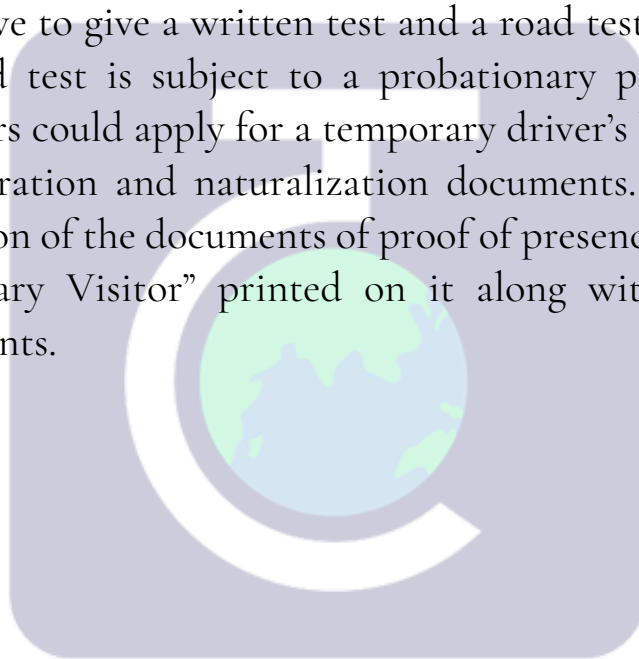 ve to give a written test and a road test
d test is subject to a probationary p
rs could apply for a temporary driver's
ration and naturalization documents.
on of the documents of proof of presenc
ary Visitor” printed on it along wit
nts.